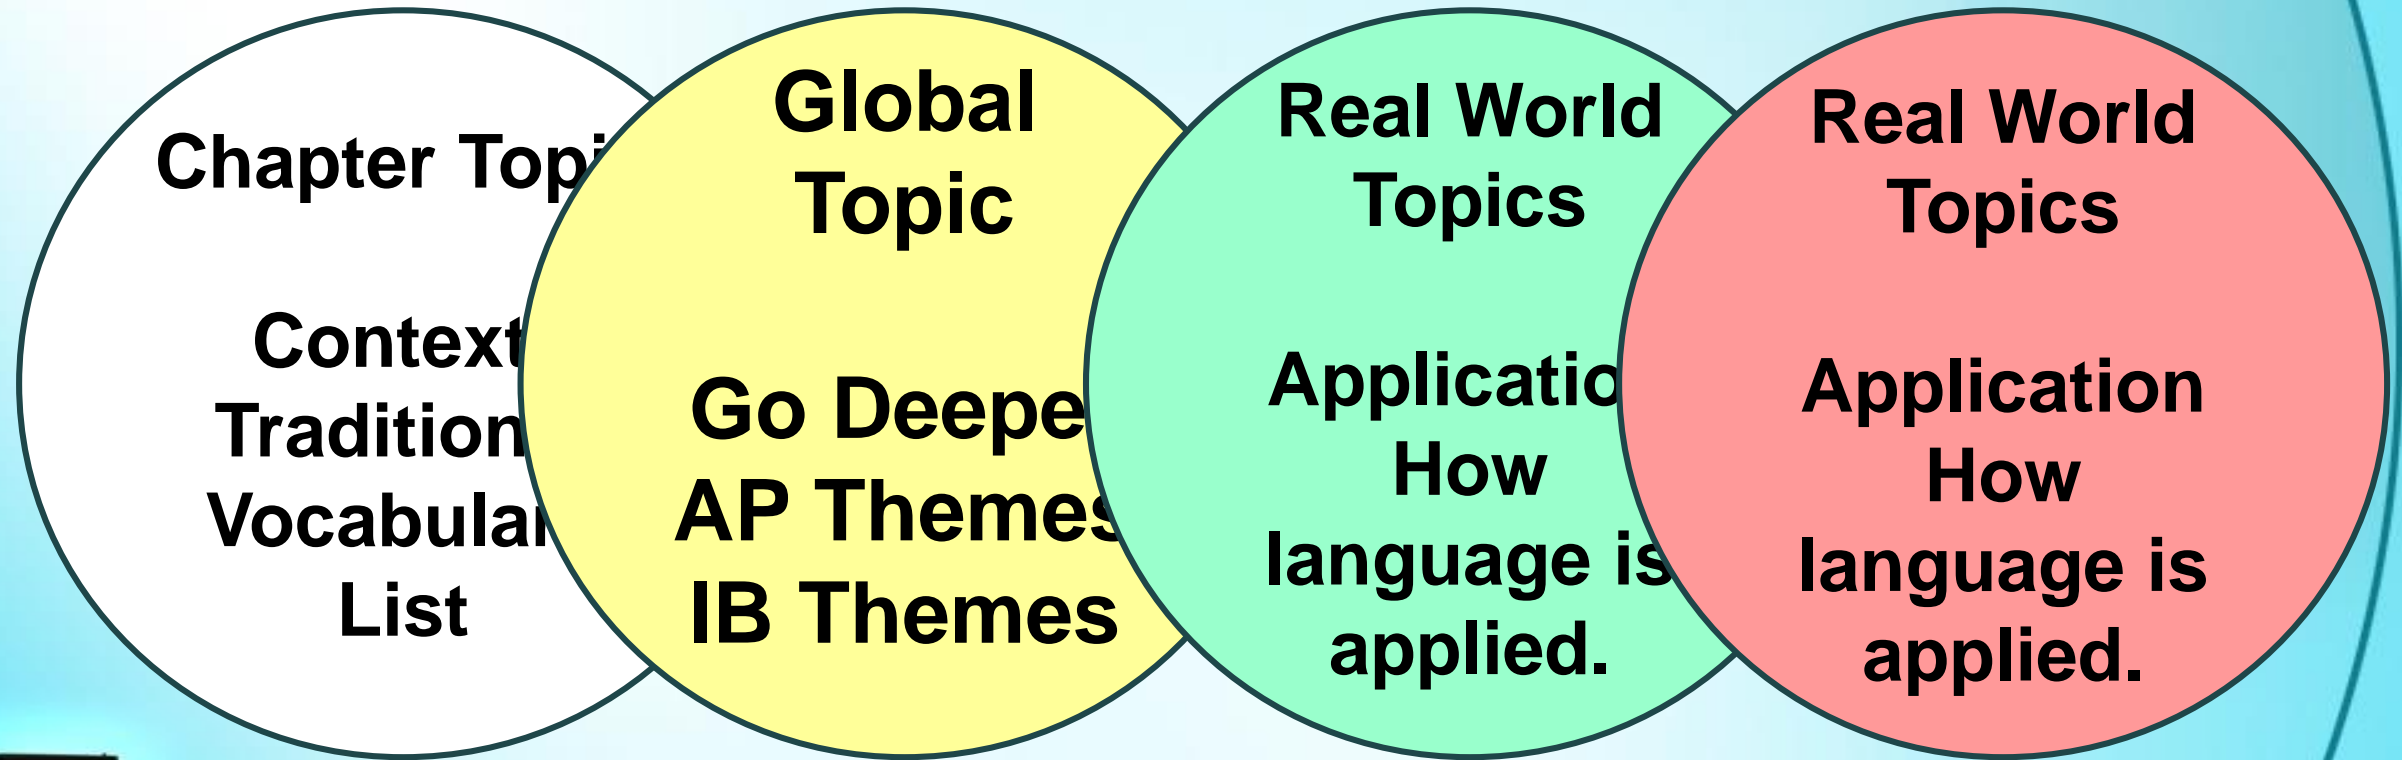 Chapter Topi
Context
Tradition
Vocabular
List
Global
Topic
Go Deepe
AP Themes
IB Themes
Real World
Topics
Applicatio
How
language is
applied.
Real World
Topics
Application
How
language is
applied.